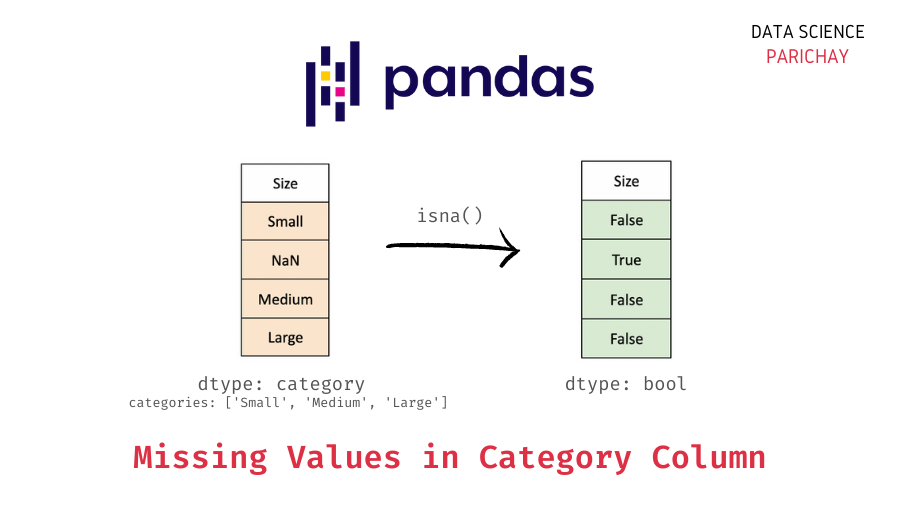 DATA SCIENCE
PARICHAY
pandas
Size
Small
NaN
Medium
Large
isna()
Size
False
True
False
False
dtype: category
categories: ['Small', 'Medium', 'Large']
dtype: bool
Missing Values in Category Column